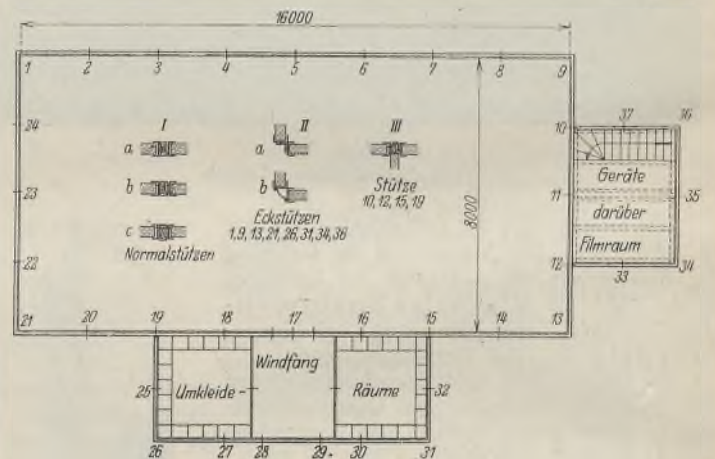 16000
1 2 3 4 5 6 7 8 9
24 I II III 10 37 36
a a
b b Stütze
10, 12, 15, 19
c Eckstützen
1, 9, 13, 21, 26, 31, 34, 36
Normalstützen
23 8000 11 35
Geräte
darüber
Filmraum
22 12 33 34
21 20 19 18 17 16 15 14 13
Windfang
25 Umkleide- Räume 32
26 27 28 29 30 31